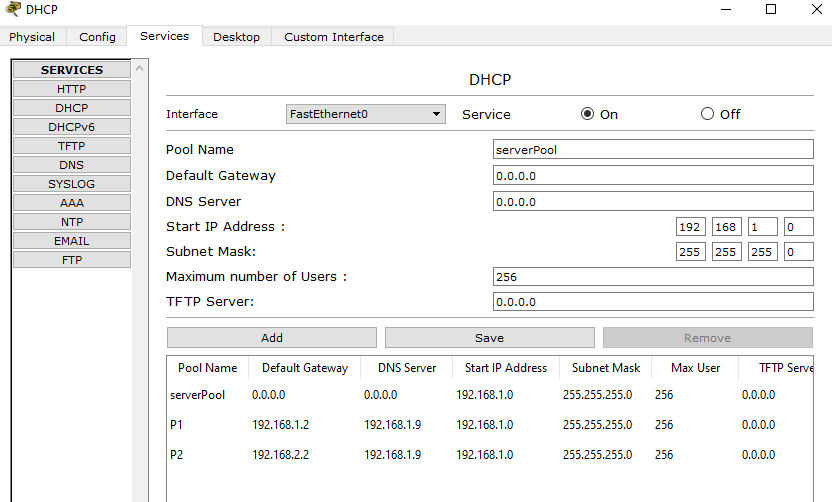 DHCP
Physical Config Services Desktop Custom Interface
SERVICES
HTTP
DHCP
DHCPv6
TFTP
DNS
SYSLOG
AAA
NTP
EMAIL
FTP
DHCP
Interface FastEthernet0 Service On Off
Pool Name serverPool
Default Gateway 0.0.0.0
DNS Server 0.0.0.0
Start IP Address : 192 168 1 0
Subnet Mask: 255 255 255 0
Maximum number of Users : 256
TFTP Server: 0.0.0.0
Add Save Remove
Pool Name Default Gateway DNS Server Start IP Address Subnet Mask Max User TFTP Serve
serverPool 0.0.0.0 0.0.0.0 192.168.1.0 255.255.255.0 256 0.0.0.0
P1 192.168.1.2 192.168.1.9 192.168.1.0 255.255.255.0 256 0.0.0.0
P2 192.168.2.2 192.168.1.9 192.168.1.0 255.255.255.0 256 0.0.0.0